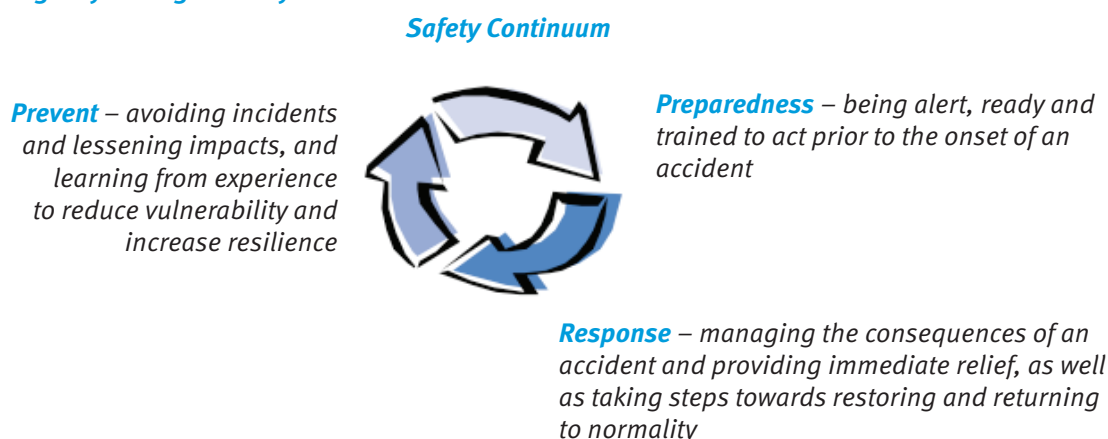 Safety Continuum
Prevent – avoiding incidents
and lessening impacts, and
learning from experience
to reduce vulnerability and
increase resilience
Preparedness – being alert, ready and
trained to act prior to the onset of an
accident
Response – managing the consequences of an
accident and providing immediate relief, as well
as taking steps towards restoring and returning
to normality